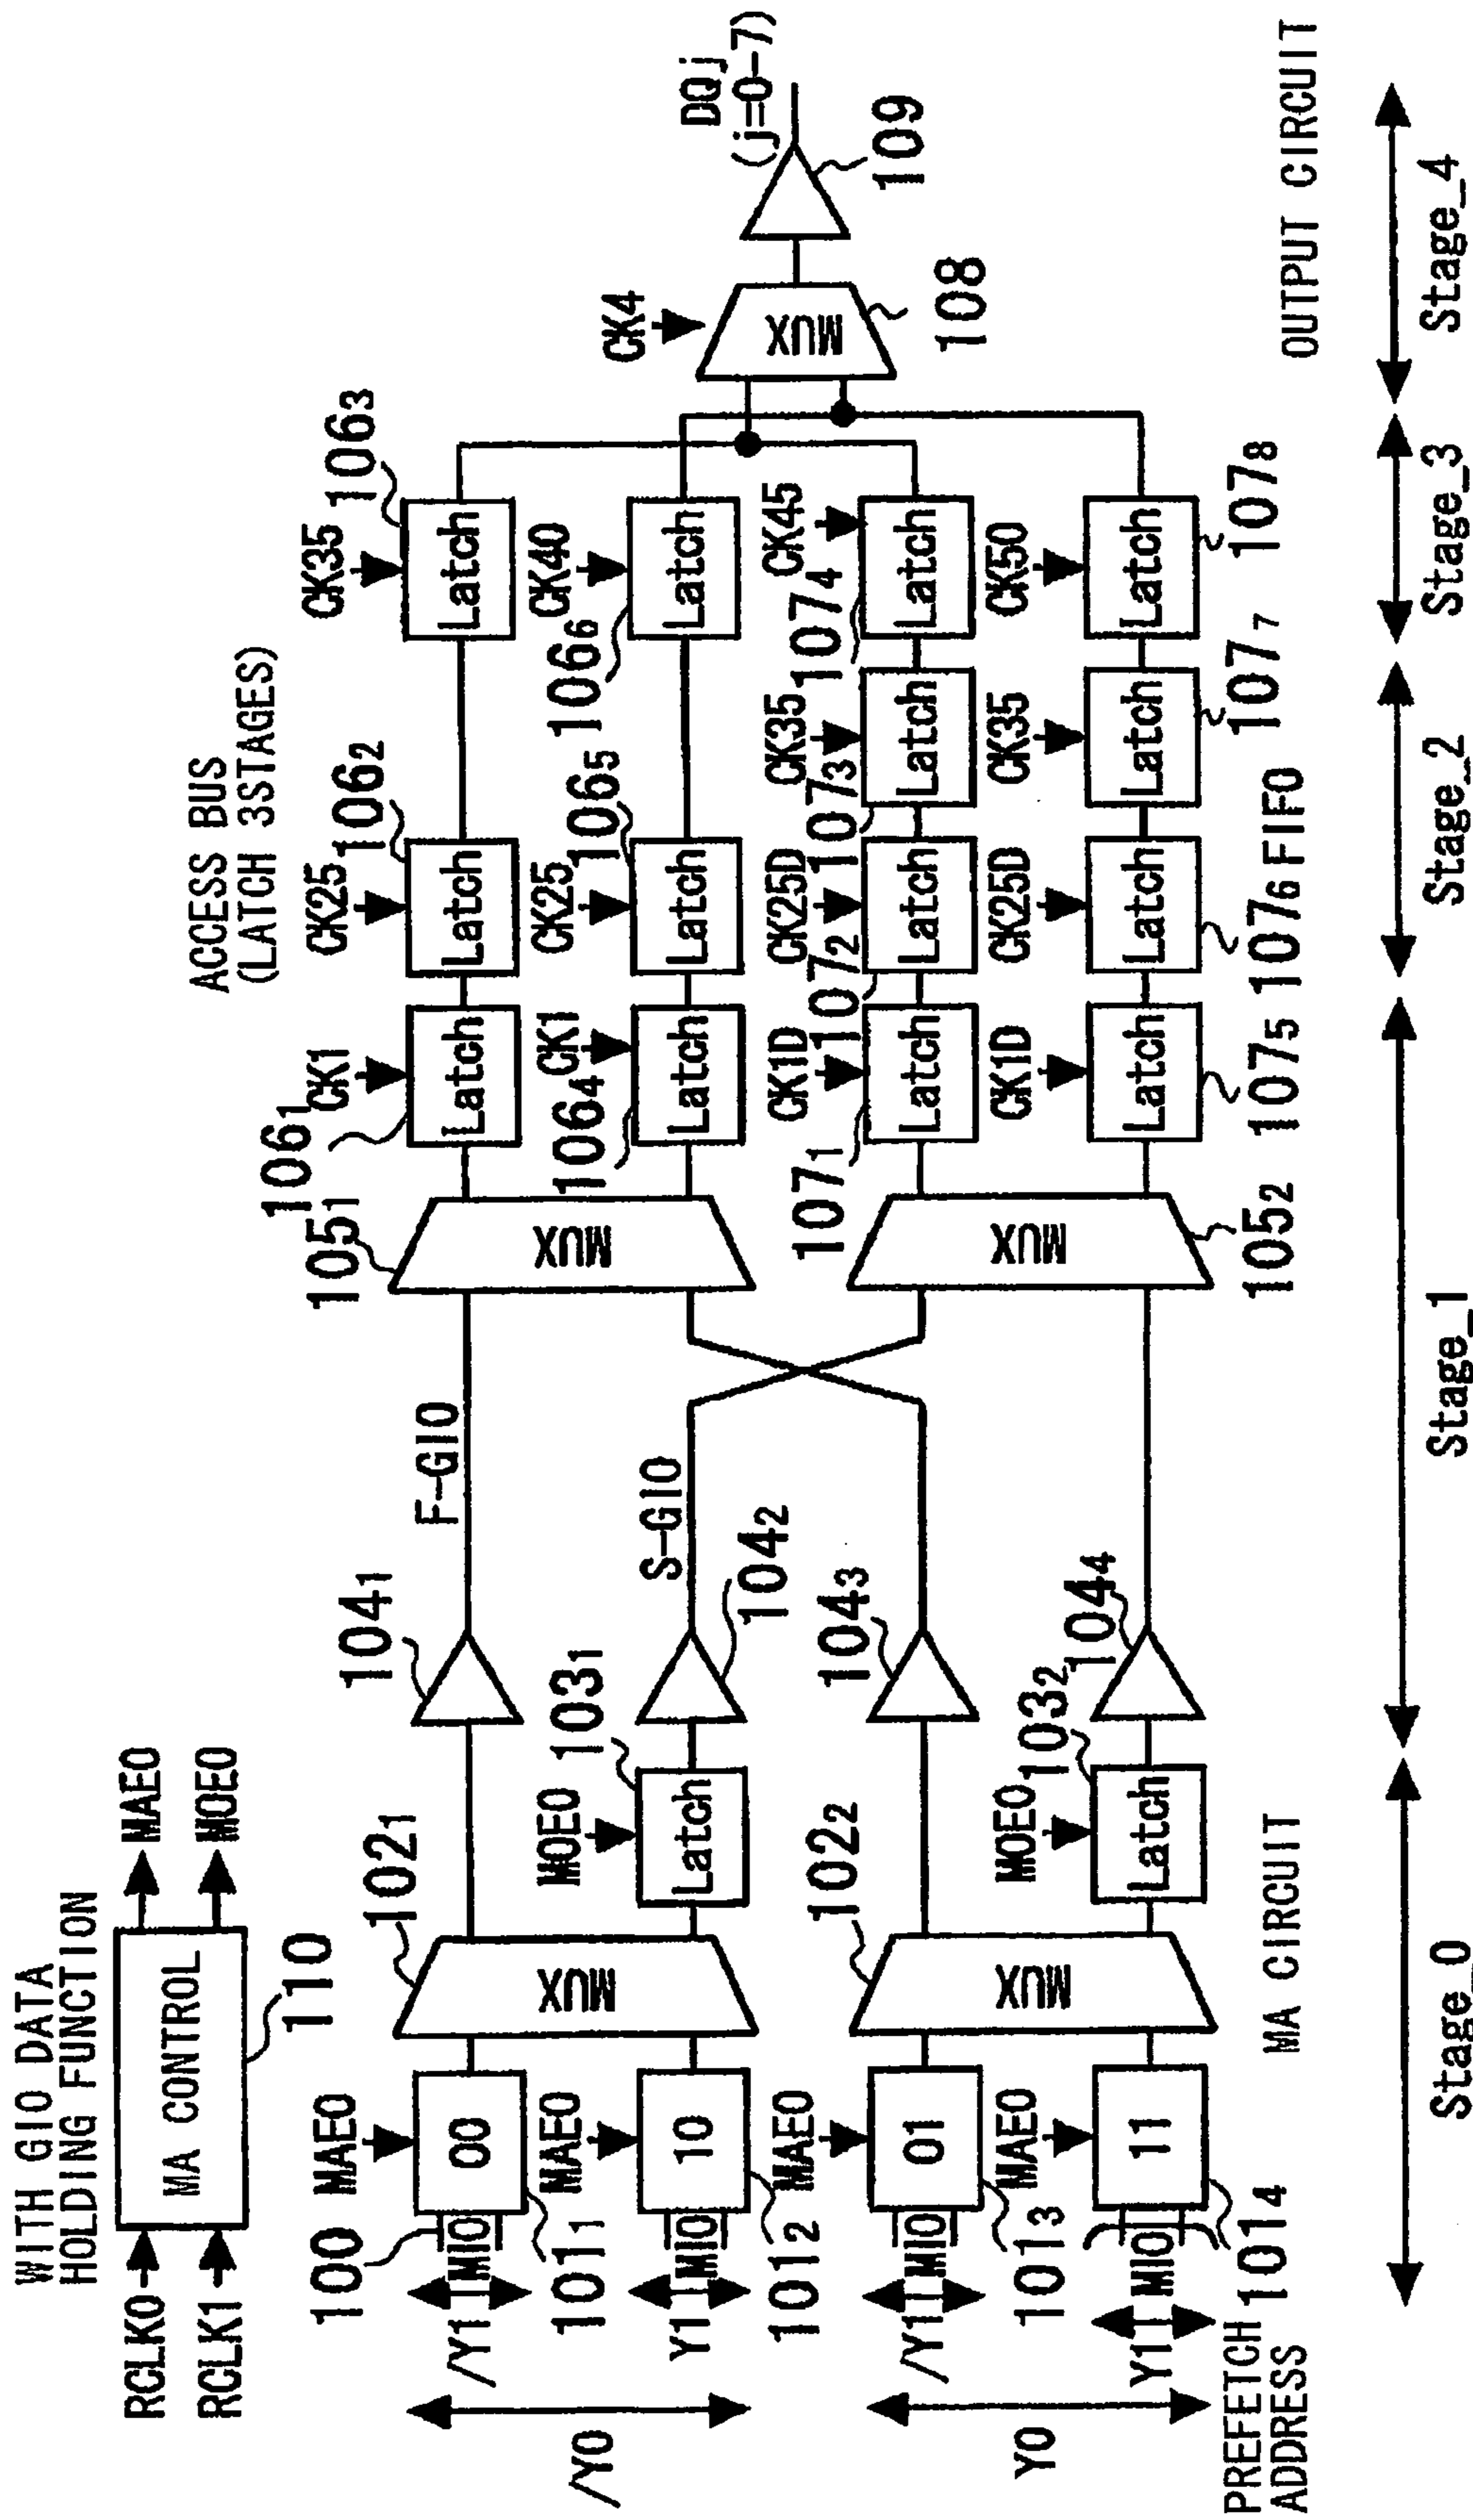 WITH GIO DATA
HOLDING FUNCTION
RCLK0
RCLK1
MA CONTROL
110
MAE0
MOE0
ACCESS BUS
(LATCH 3STAGES)
100
/Y0
/Y1
MIO
MAE0
00
101₁
102₁
MUX
104₁
F-GIO
105₁
MUX
106₁
CK1
Latch
CK25
106₂
Latch
CK35
106₃
Latch
Y1
MIO
MAE0
10
101₂
MOE0
103₁
Latch
104₂
S-GIO
106₄
CK1
Latch
CK25
106₅
Latch
106₆
CK40
Latch
CK4
MUX
108
109
DQj
(j=0-7)
Y0
/Y1
MIO
MAE0
01
101₃
102₂
MUX
104₃
MUX
105₂
107₁
CK1D
Latch
107₂
CK25D
Latch
107₃
CK35
Latch
107₄
CK45
Latch
Y1
MIO
MAE0
11
101₄
MOE0
103₂
Latch
104₄
CK1D
Latch
107₅
CK25D
Latch
107₆
FIFO
CK35
Latch
107₇
CK50
Latch
107₈
PREFETCH
ADDRESS
MA CIRCUIT
OUTPUT CIRCUIT
Stage_0
Stage_1
Stage_2
Stage_3
Stage_4